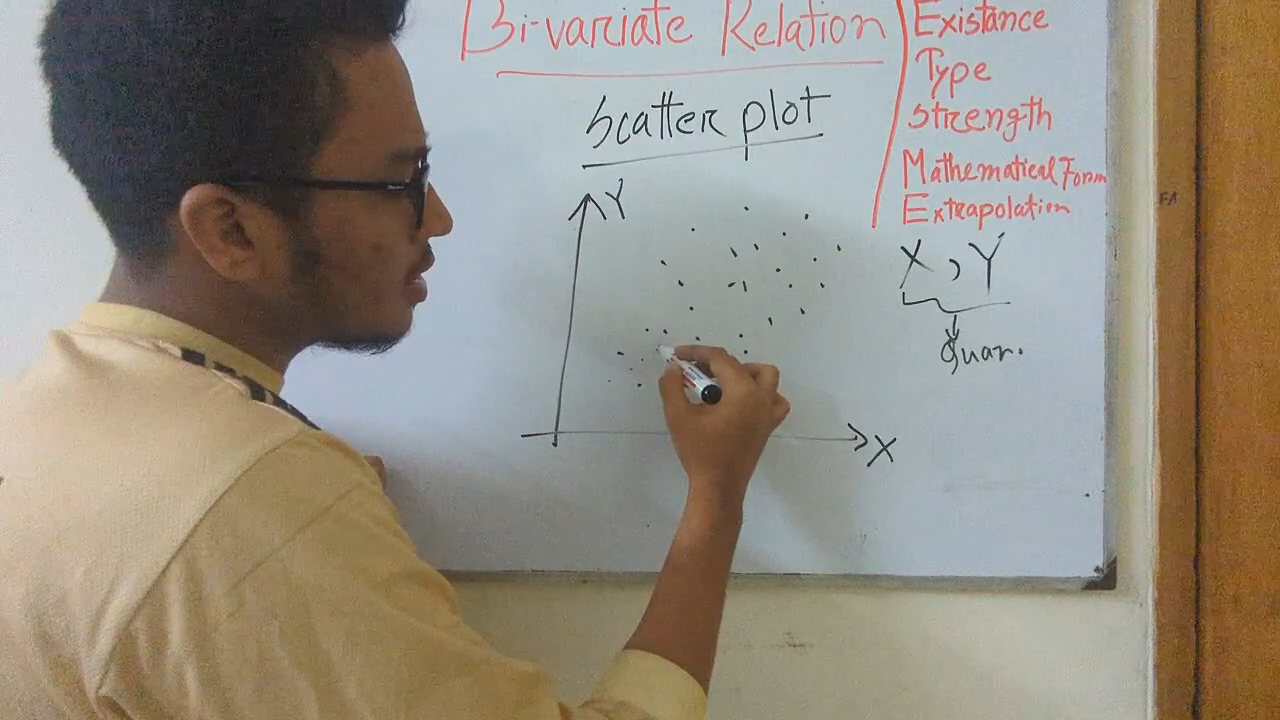 Bi-variate Relation
Existance
Type
Strength
Mathematical Form
Extrapolation
Scatter plot
Y
X , Y
Quan.
X